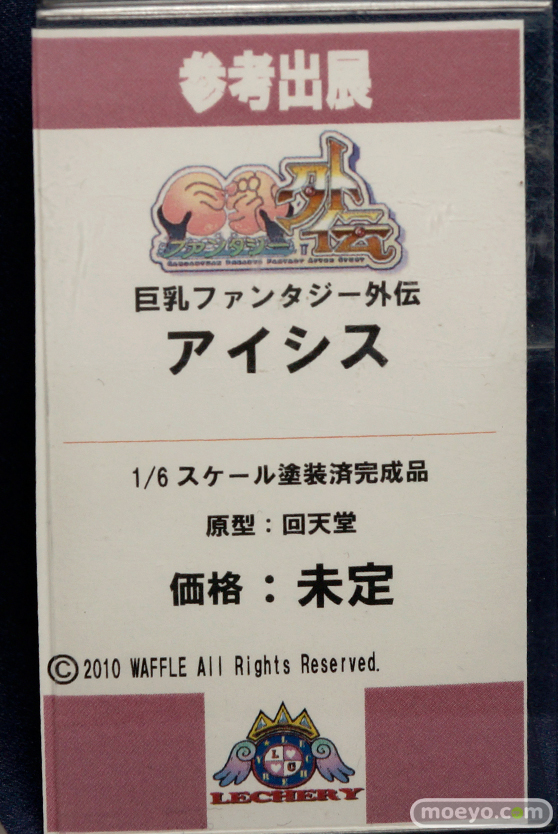 参考出展
巨乳
ファンタジー
外伝
巨乳ファンタジー外伝
アイシス
1/6 スケール塗装済完成品
原型：回天堂
価格：未定
©2010 WAFFLE All Rights Reserved.
LECHERY
moeyo.com